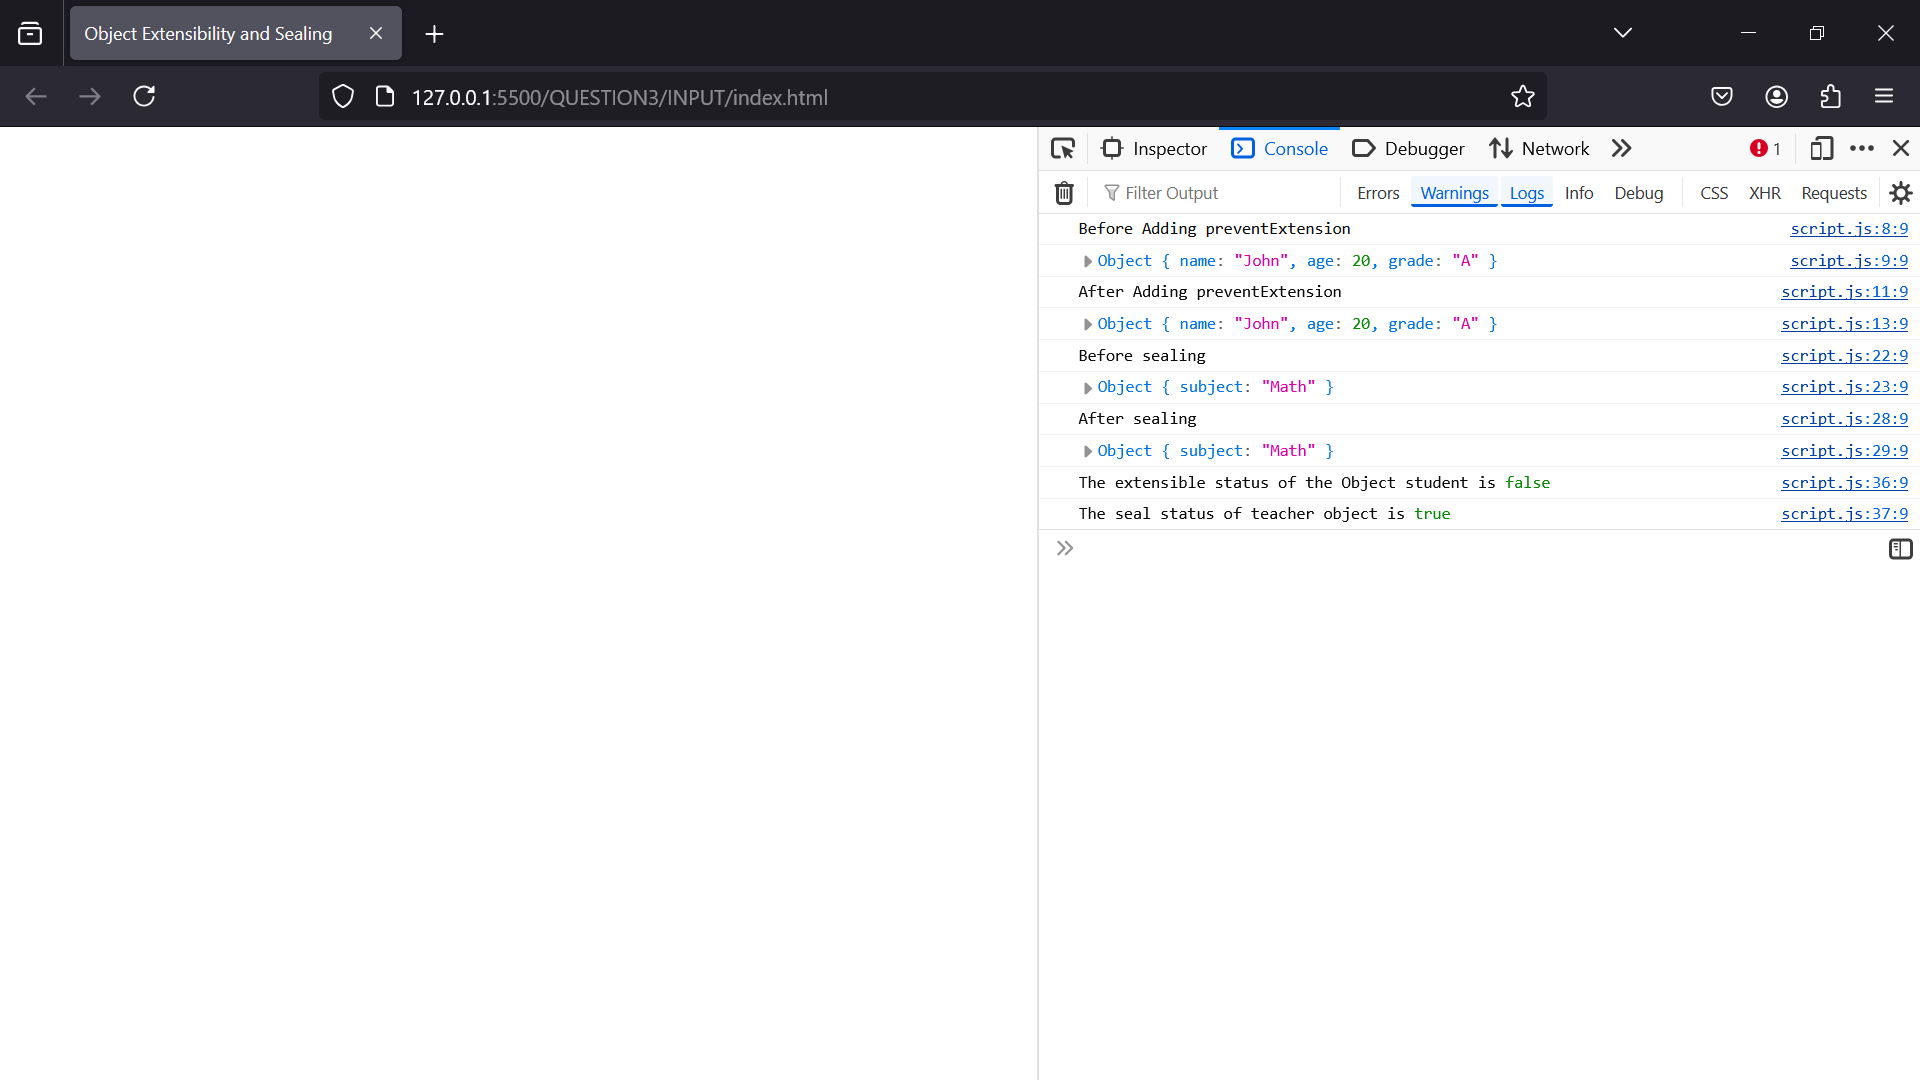 Object Extensibility and Sealing
127.0.0.1:5500/QUESTION3/INPUT/index.html
Inspector Console Debugger Network 1
Filter Output Errors Warnings Logs Info Debug CSS XHR Requests
Before Adding preventExtension script.js:8:9
Object { name: "John", age: 20, grade: "A" } script.js:9:9
After Adding preventExtension script.js:11:9
Object { name: "John", age: 20, grade: "A" } script.js:13:9
Before sealing script.js:22:9
Object { subject: "Math" } script.js:23:9
After sealing script.js:28:9
Object { subject: "Math" } script.js:29:9
The extensible status of the Object student is false script.js:36:9
The seal status of teacher object is true script.js:37:9